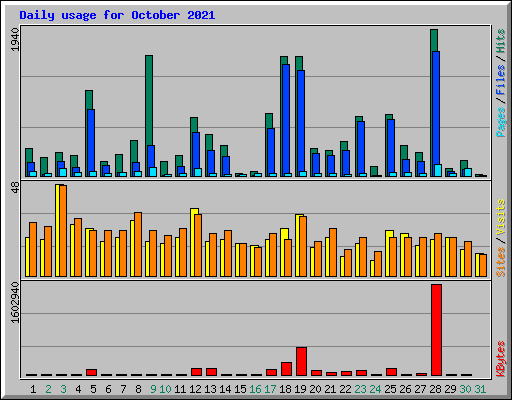 Daily usage for October 2021
1940
Pages / Files / Hits
48
Sites / Visits
1602940
KBytes
1 2 3 4 5 6 7 8 9 10 11 12 13 14 15 16 17 18 19 20 21 22 23 24 25 26 27 28 29 30 31